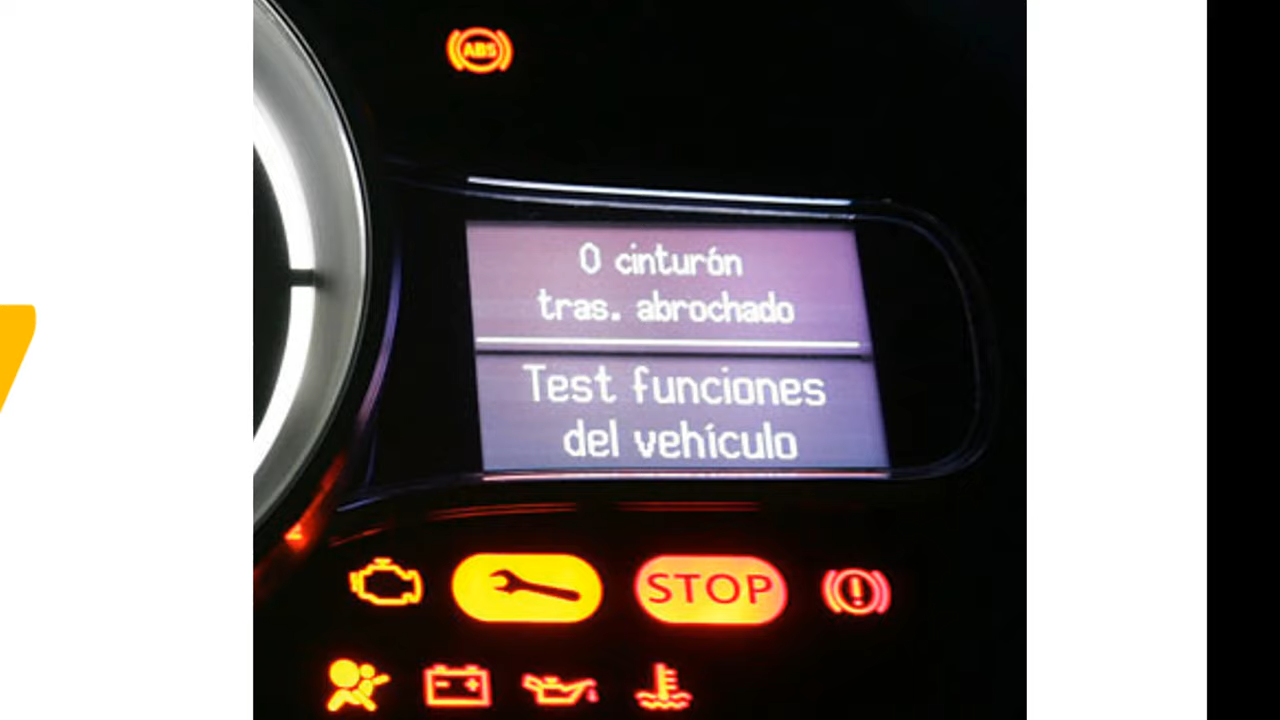 ABS
0 cinturón
tras. abrochado
Test funciones
del vehículo
STOP